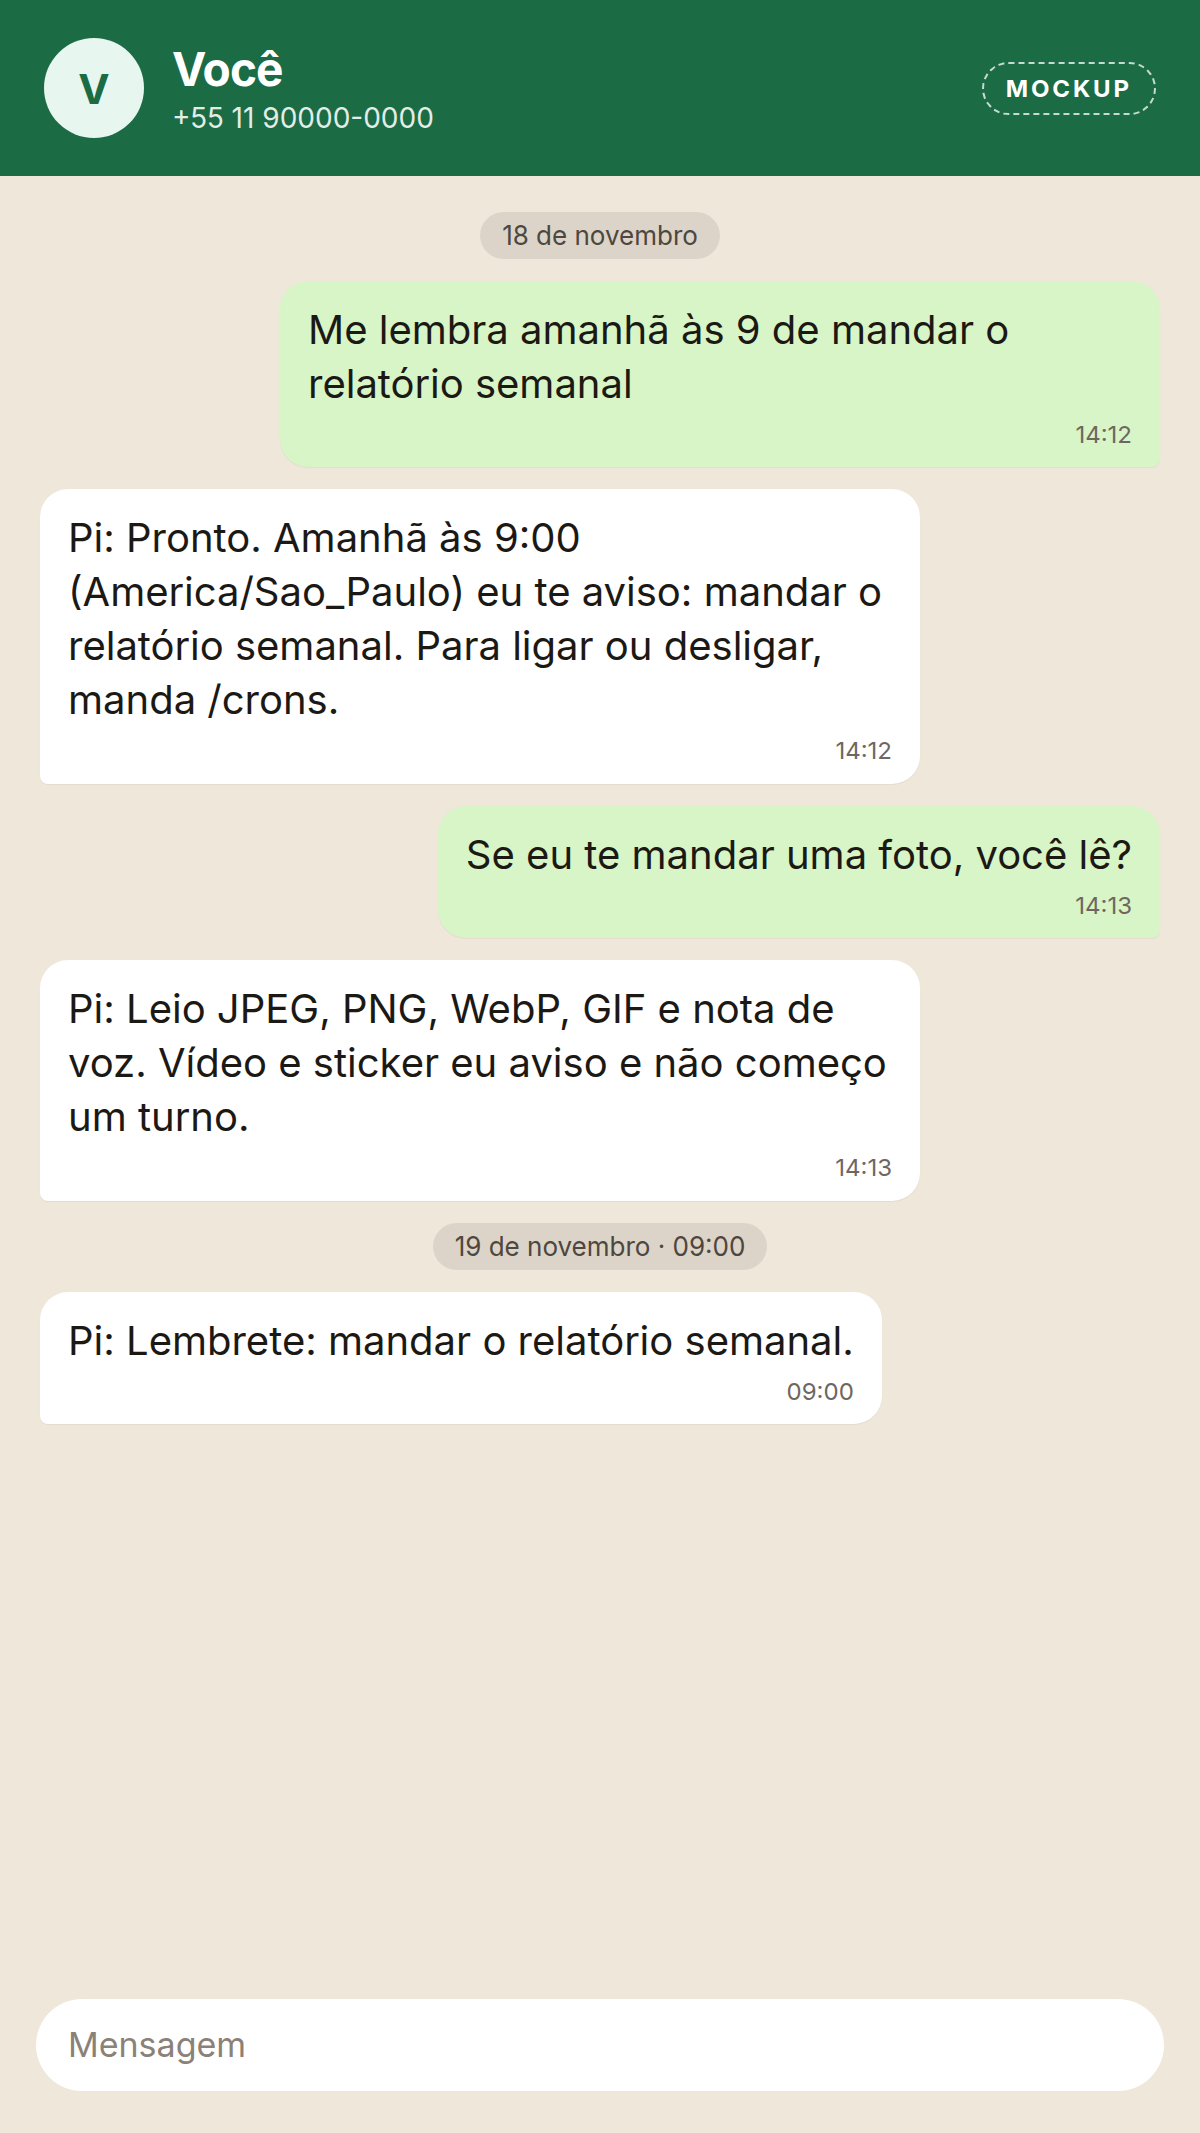 V
Você
+55 11 90000-0000
MOCKUP
18 de novembro
Me lembra amanhã às 9 de mandar o
relatório semanal
14:12
Pi: Pronto. Amanhã às 9:00
(America/Sao_Paulo) eu te aviso: mandar o
relatório semanal. Para ligar ou desligar,
manda /crons.
14:12
Se eu te mandar uma foto, você lê?
14:13
Pi: Leio JPEG, PNG, WebP, GIF e nota de
voz. Vídeo e sticker eu aviso e não começo
um turno.
14:13
19 de novembro · 09:00
Pi: Lembrete: mandar o relatório semanal.
09:00
Mensagem